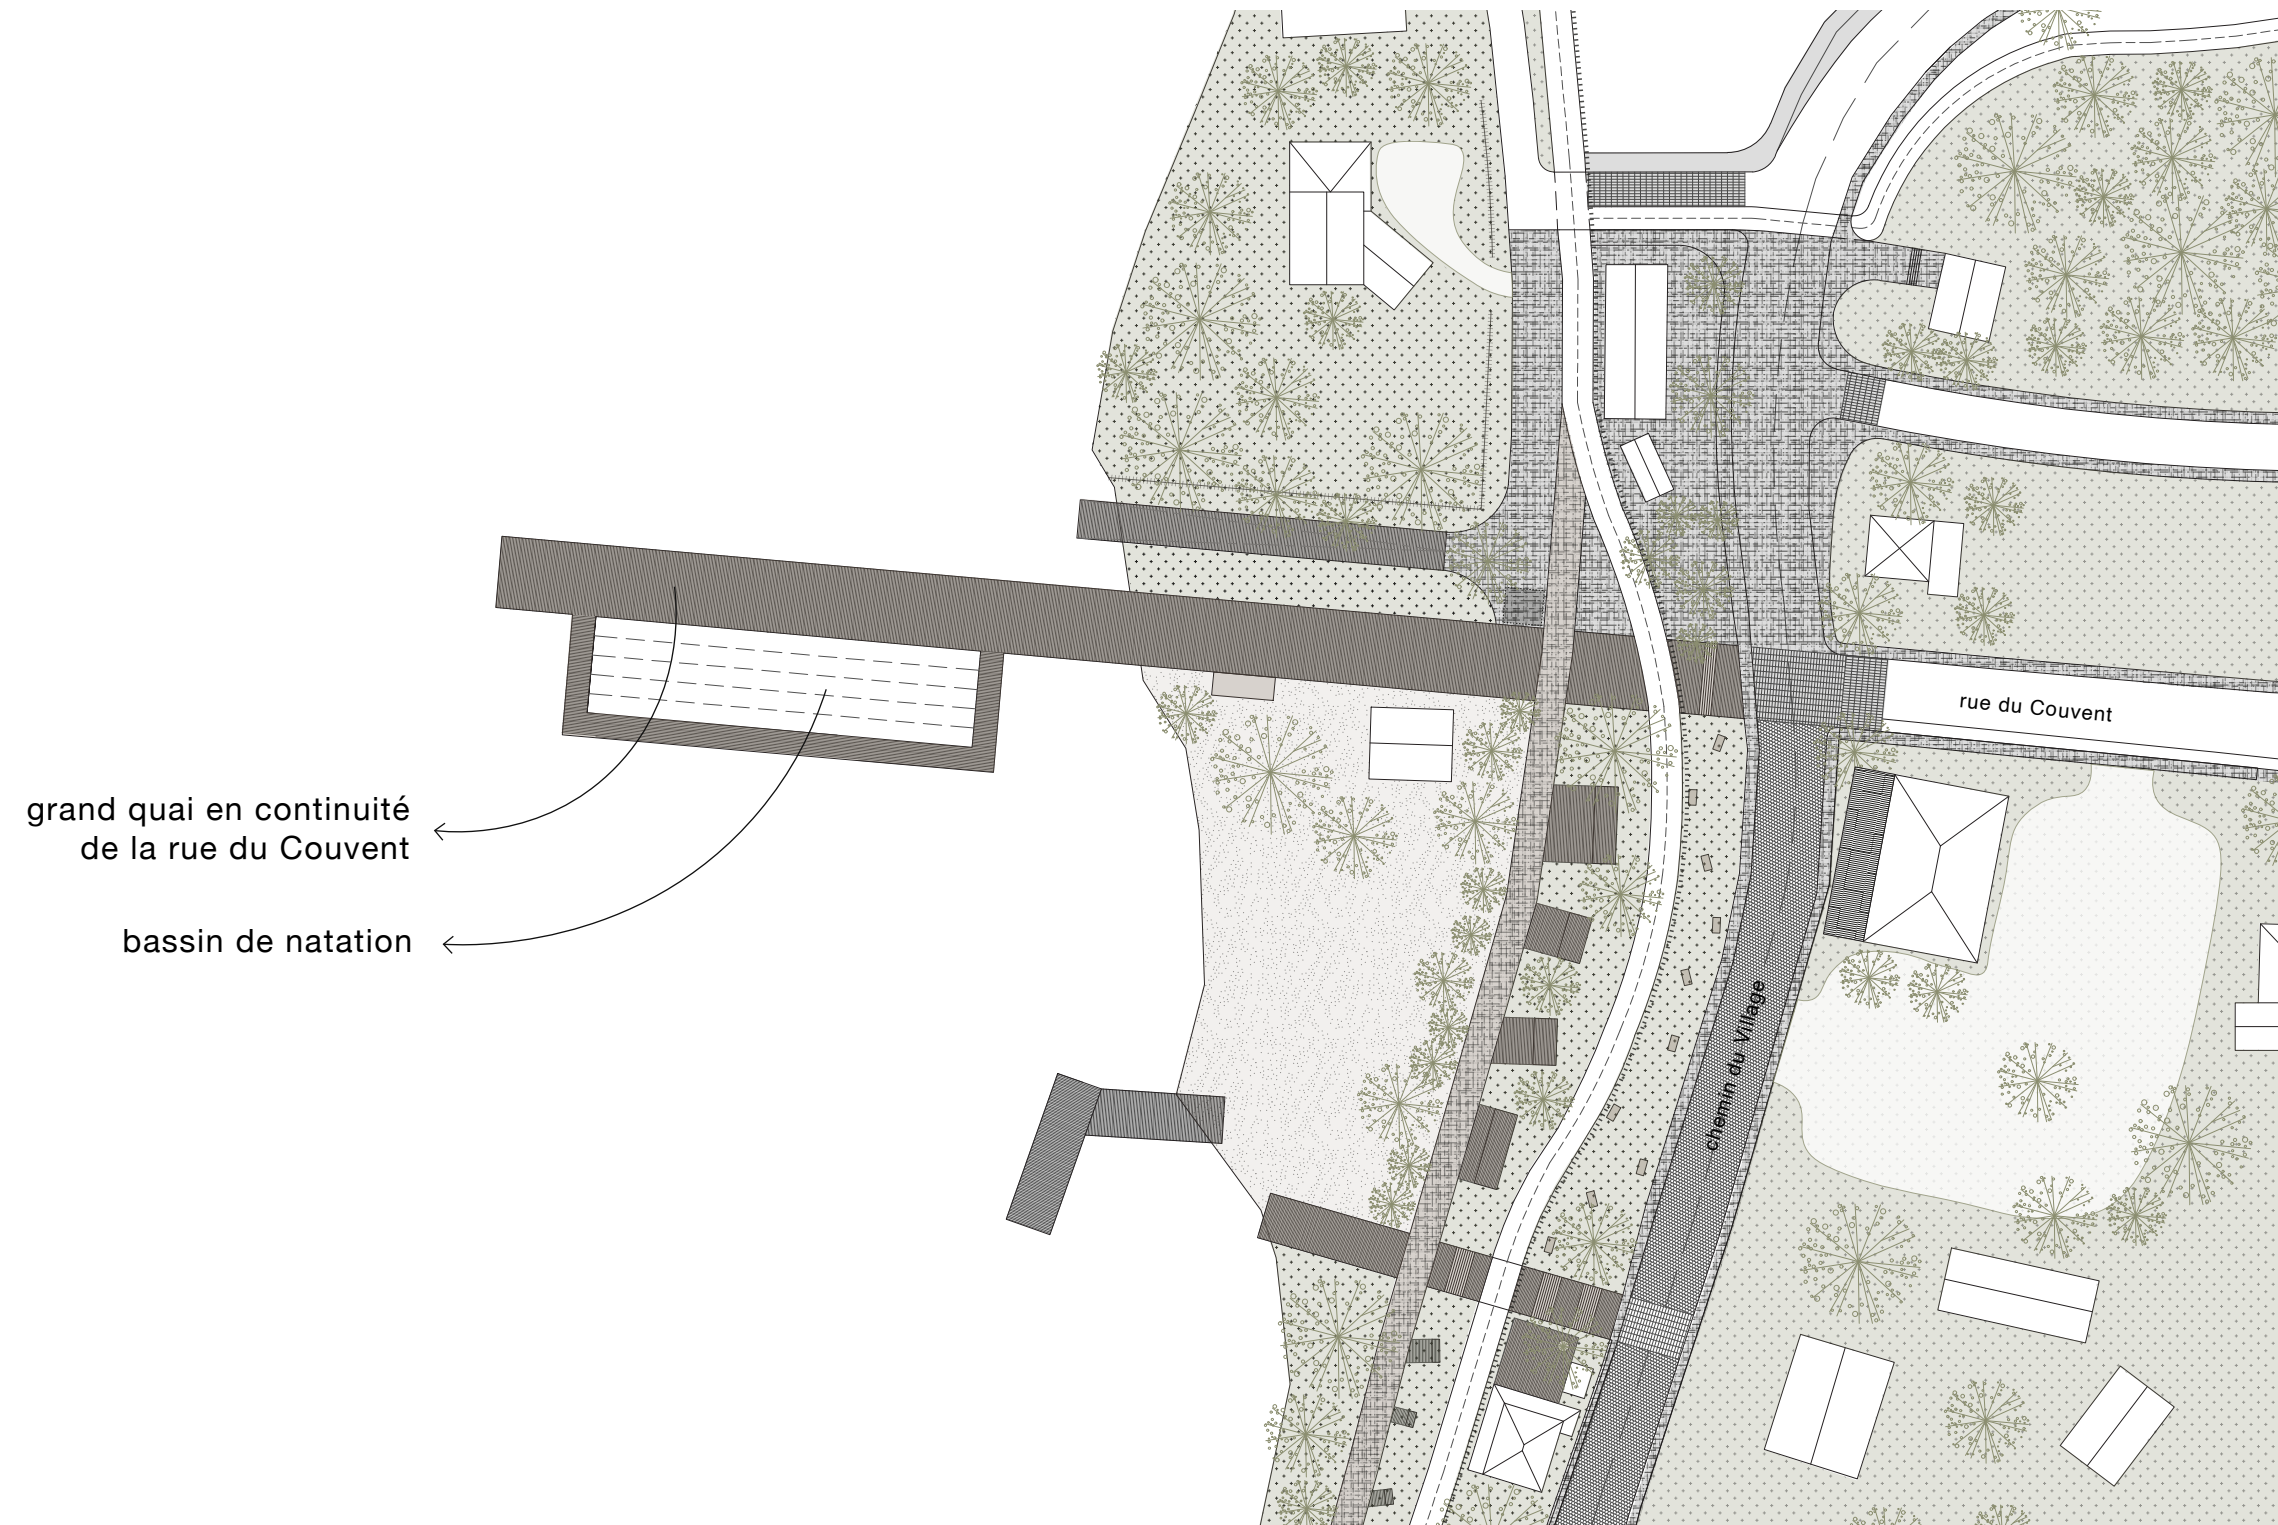 rue du Couvent
grand quai en continuité
de la rue du Couvent
bassin de natation
chemin du Village